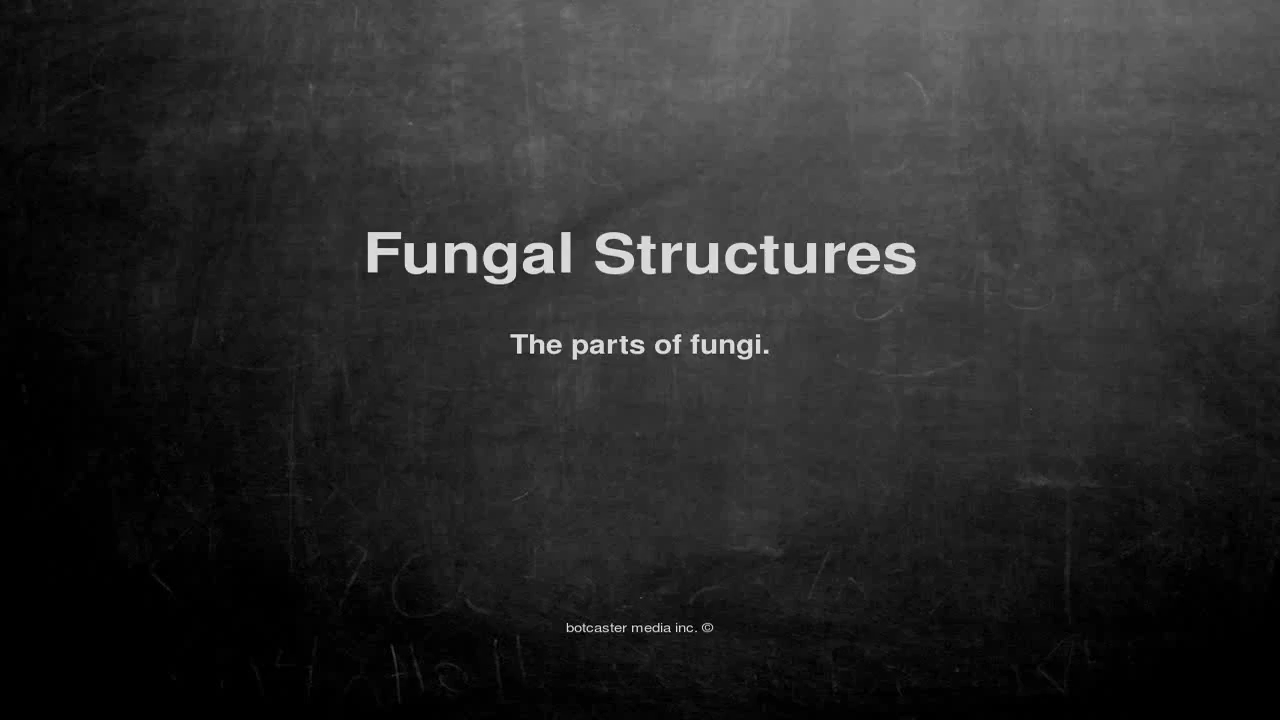 Fungal Structures
The parts of fungi.
botcaster media inc. ©